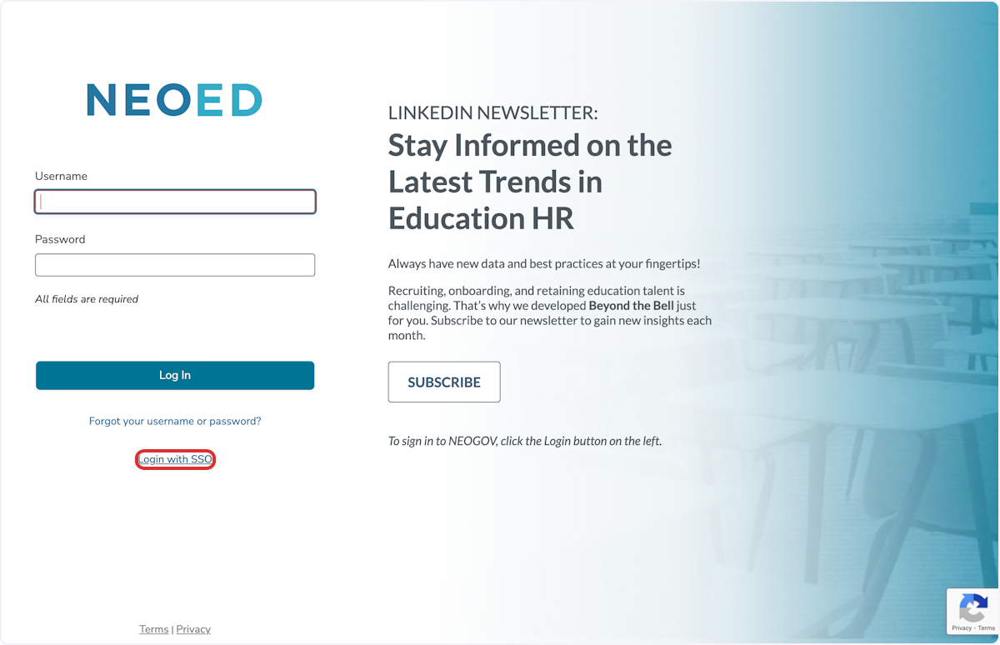 NEOED
Username
Password
All fields are required
Log In
Forgot your username or password?
Login with SSO
Terms | Privacy
LINKEDIN NEWSLETTER:
Stay Informed on the
Latest Trends in
Education HR
Always have new data and best practices at your fingertips!
Recruiting, onboarding, and retaining education talent is
challenging. That’s why we developed Beyond the Bell just
for you. Subscribe to our newsletter to gain new insights each
month.
SUBSCRIBE
To sign in to NEOGOV, click the Login button on the left.
Privacy - Terms